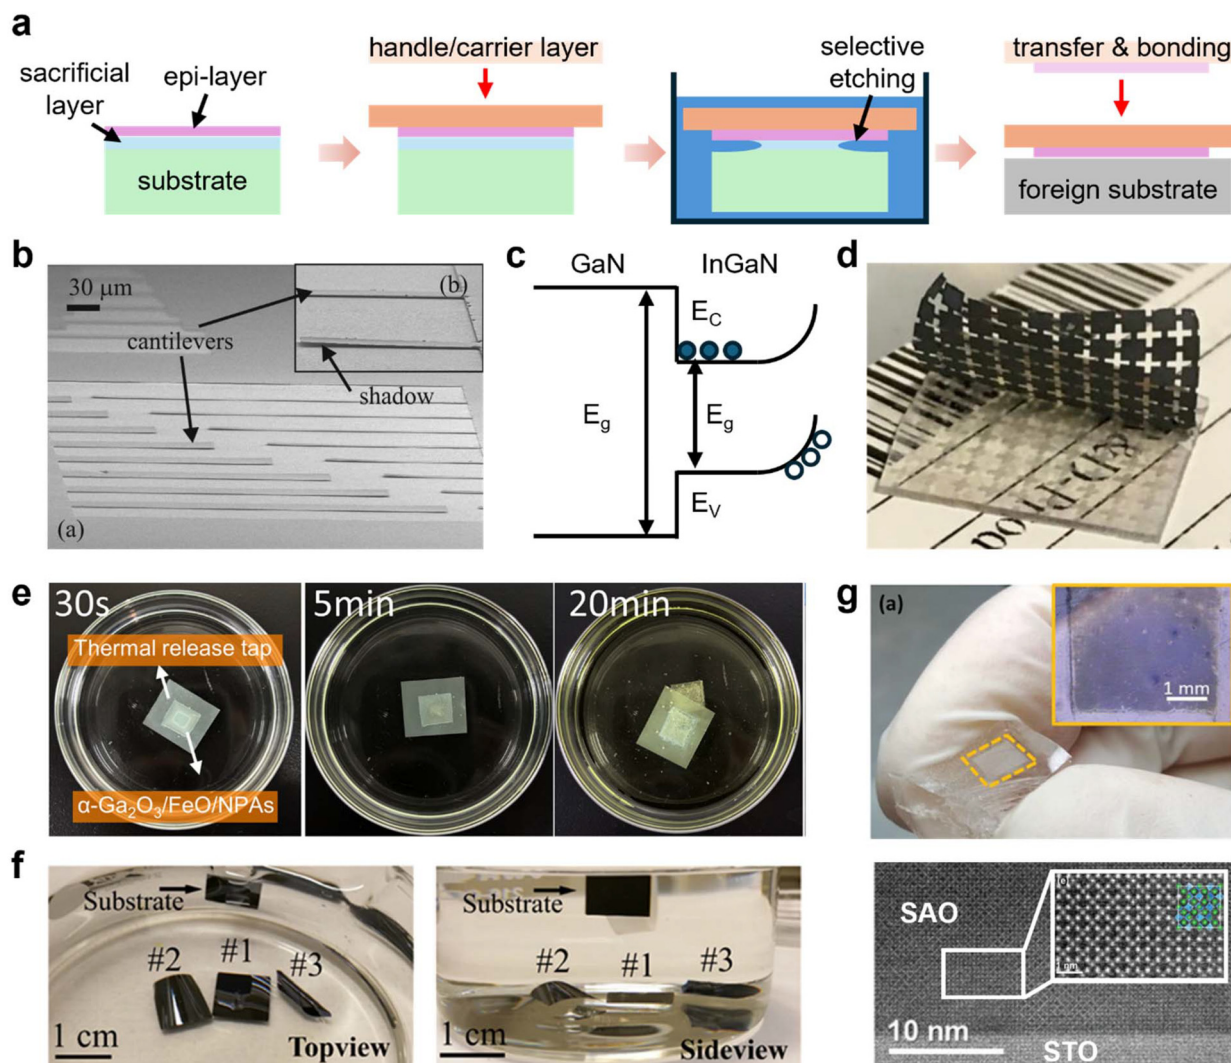 a
sacrificial
layer
epi-layer
substrate
handle/carrier layer
selective
etching
transfer & bonding
foreign substrate
b
30 μm
cantilevers
(b)
shadow
(a)
c
GaN
InGaN
E_C
E_g
E_g
E_V
d
e
30s
Thermal release tap
α-Ga₂O₃/FeO/NPAs
5min
20min
f
Substrate
#2
#1
#3
1 cm
Topview
Substrate
#2
#1
#3
1 cm
Sideview
g
(a)
1 mm
SAO
10 nm
STO